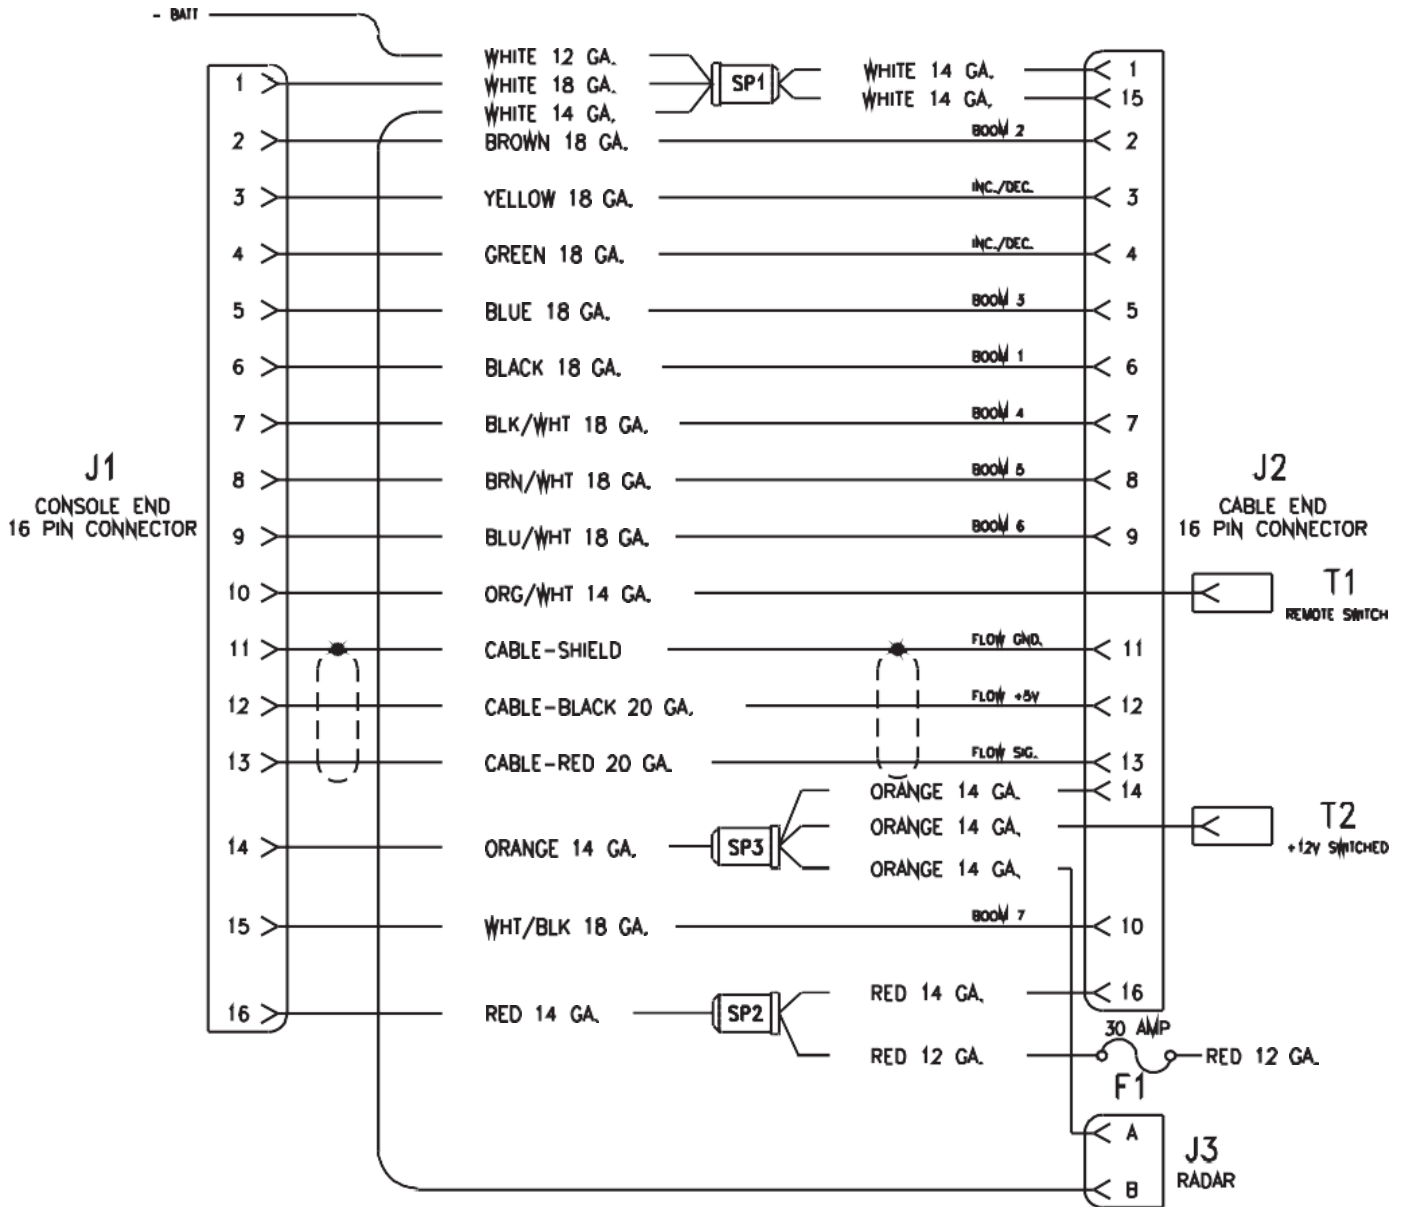 - BATT
WHITE 12 GA.
1 WHITE 18 GA. SP1 WHITE 14 GA. 1
WHITE 14 GA. WHITE 14 GA. 15
2 BROWN 18 GA. BOOM 2 2
3 YELLOW 18 GA. INC./DEC. 3
4 GREEN 18 GA. INC./DEC. 4
5 BLUE 18 GA. BOOM 3 5
6 BLACK 18 GA. BOOM 1 6
7 BLK/WHT 18 GA. BOOM 4 7
J1
CONSOLE END
16 PIN CONNECTOR
8 BRN/WHT 18 GA. BOOM 5 8
J2
CABLE END
16 PIN CONNECTOR
9 BLU/WHT 18 GA. BOOM 6 9
10 ORG/WHT 14 GA. T1
REMOTE SWITCH
11 CABLE-SHIELD FLOW GND. 11
12 CABLE-BLACK 20 GA. FLOW +5V 12
13 CABLE-RED 20 GA. FLOW SIG. 13
ORANGE 14 GA. 14
ORANGE 14 GA. T2
+12V SWITCHED
14 ORANGE 14 GA. SP3
ORANGE 14 GA.
15 WHT/BLK 18 GA. BOOM 7 10
RED 14 GA. 16
16 RED 14 GA. SP2
30 AMP
RED 12 GA. RED 12 GA.
F1
A
J3
RADAR
B